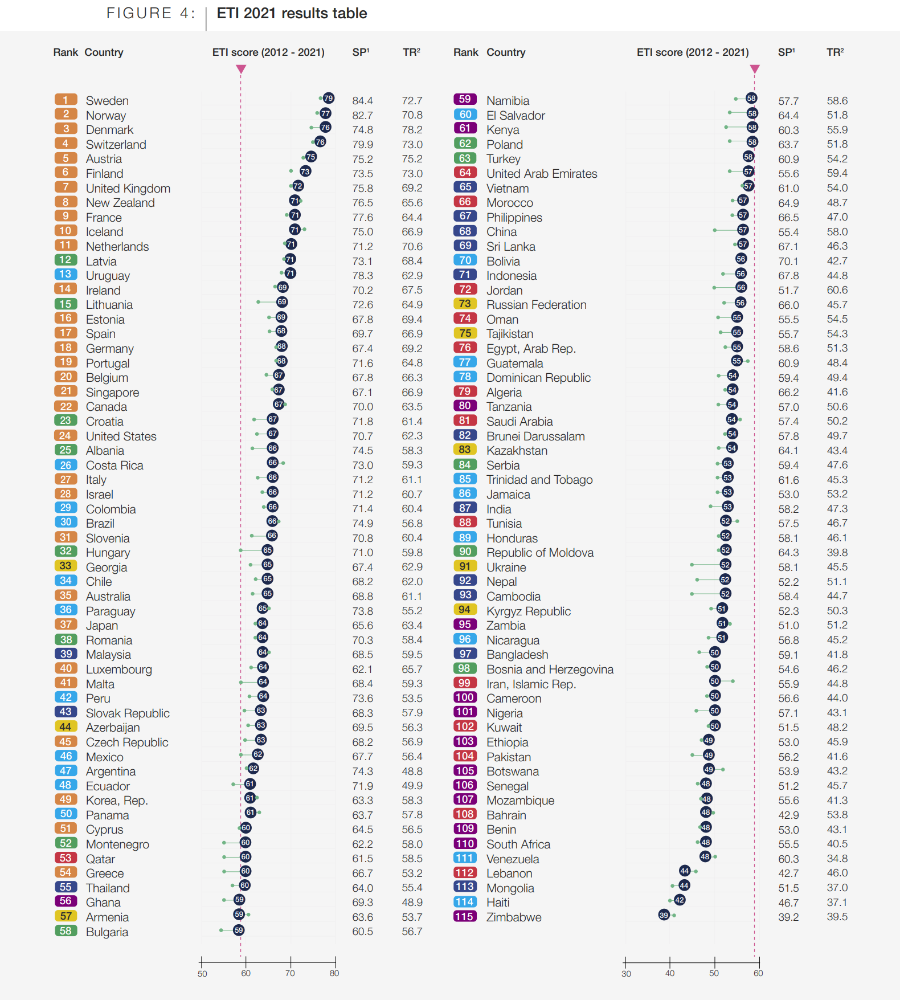 FIGURE 4: ETI 2021 results table
Rank Country ETI score (2012 - 2021) SP¹ TR²
1 Sweden 79 84.4 72.7
2 Norway 77 82.7 70.8
3 Denmark 76 74.8 78.2
4 Switzerland 76 79.9 73.0
5 Austria 75 75.2 75.2
6 Finland 73 73.5 73.0
7 United Kingdom 72 75.8 69.2
8 New Zealand 71 76.5 65.6
9 France 71 77.6 64.4
10 Iceland 71 75.0 66.9
11 Netherlands 71 71.2 70.6
12 Latvia 71 73.1 68.4
13 Uruguay 71 78.3 62.9
14 Ireland 69 70.2 67.5
15 Lithuania 69 72.6 64.9
16 Estonia 69 67.8 69.4
17 Spain 68 69.7 66.9
18 Germany 68 67.4 69.2
19 Portugal 68 71.6 64.8
20 Belgium 67 67.8 66.3
21 Singapore 67 67.1 66.9
22 Canada 67 70.0 63.5
23 Croatia 67 71.8 61.4
24 United States 67 70.7 62.3
25 Albania 66 74.5 58.3
26 Costa Rica 66 73.0 59.3
27 Italy 66 71.2 61.1
28 Israel 66 71.2 60.7
29 Colombia 66 71.4 60.4
30 Brazil 66 74.9 56.8
31 Slovenia 66 70.8 60.4
32 Hungary 65 71.0 59.8
33 Georgia 65 67.4 62.9
34 Chile 65 68.2 62.0
35 Australia 65 68.8 61.1
36 Paraguay 65 73.8 55.2
37 Japan 64 65.6 63.4
38 Romania 64 70.3 58.4
39 Malaysia 64 68.5 59.5
40 Luxembourg 64 62.1 65.7
41 Malta 64 68.4 59.3
42 Peru 64 73.6 53.5
43 Slovak Republic 63 68.3 57.9
44 Azerbaijan 63 69.5 56.3
45 Czech Republic 63 68.2 56.9
46 Mexico 62 67.7 56.4
47 Argentina 62 74.3 48.8
48 Ecuador 61 71.9 49.9
49 Korea, Rep. 61 63.3 58.3
50 Panama 61 63.7 57.8
51 Cyprus 60 64.5 56.5
52 Montenegro 60 62.2 58.0
53 Qatar 60 61.5 58.5
54 Greece 60 66.7 53.2
55 Thailand 60 64.0 55.4
56 Ghana 59 69.3 48.9
57 Armenia 59 63.6 53.7
58 Bulgaria 59 60.5 56.7
50 60 70 80
Rank Country ETI score (2012 - 2021) SP¹ TR²
59 Namibia 58 57.7 58.6
60 El Salvador 58 64.4 51.8
61 Kenya 58 60.3 55.9
62 Poland 58 63.7 51.8
63 Turkey 58 60.9 54.2
64 United Arab Emirates 57 55.6 59.4
65 Vietnam 57 61.0 54.0
66 Morocco 57 64.9 48.7
67 Philippines 57 66.5 47.0
68 China 57 55.4 58.0
69 Sri Lanka 57 67.1 46.3
70 Bolivia 56 70.1 42.7
71 Indonesia 56 67.8 44.8
72 Jordan 56 51.7 60.6
73 Russian Federation 56 66.0 45.7
74 Oman 55 55.5 54.5
75 Tajikistan 55 55.7 54.3
76 Egypt, Arab Rep. 55 58.6 51.3
77 Guatemala 55 60.9 48.4
78 Dominican Republic 54 59.4 49.4
79 Algeria 54 66.2 41.6
80 Tanzania 54 57.0 50.6
81 Saudi Arabia 54 57.4 50.2
82 Brunei Darussalam 54 57.8 49.7
83 Kazakhstan 54 64.1 43.4
84 Serbia 53 59.4 47.6
85 Trinidad and Tobago 53 61.6 45.3
86 Jamaica 53 53.0 53.2
87 India 53 58.2 47.3
88 Tunisia 52 57.5 46.7
89 Honduras 52 58.1 46.1
90 Republic of Moldova 52 64.3 39.8
91 Ukraine 52 58.1 45.5
92 Nepal 52 52.2 51.1
93 Cambodia 52 58.4 44.7
94 Kyrgyz Republic 51 52.3 50.3
95 Zambia 51 51.0 51.2
96 Nicaragua 51 56.8 45.2
97 Bangladesh 50 59.1 41.8
98 Bosnia and Herzegovina 50 54.6 46.2
99 Iran, Islamic Rep. 50 55.9 44.8
100 Cameroon 50 56.6 44.0
101 Nigeria 50 57.1 43.1
102 Kuwait 50 51.5 48.2
103 Ethiopia 49 53.0 45.9
104 Pakistan 49 56.2 41.6
105 Botswana 49 53.9 43.2
106 Senegal 48 51.2 45.7
107 Mozambique 48 55.6 41.3
108 Bahrain 48 42.9 53.8
109 Benin 48 53.0 43.1
110 South Africa 48 55.5 40.5
111 Venezuela 48 60.3 34.8
112 Lebanon 44 42.7 46.0
113 Mongolia 44 51.5 37.0
114 Haiti 42 46.7 37.1
115 Zimbabwe 39 39.2 39.5
30 40 50 60